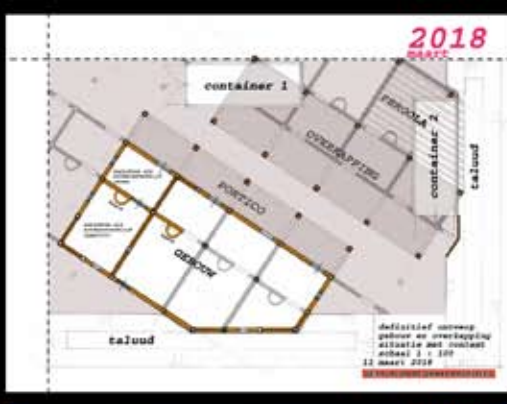 2018
maart
container 1
PERGOLA
OVERKAPPING
container 2
taluud
PORTICO
GEBOUW
taluud
definitief ontwerp
gebouw en overkapping
situatie met context
schaal 1 : 100
12 maart 2018